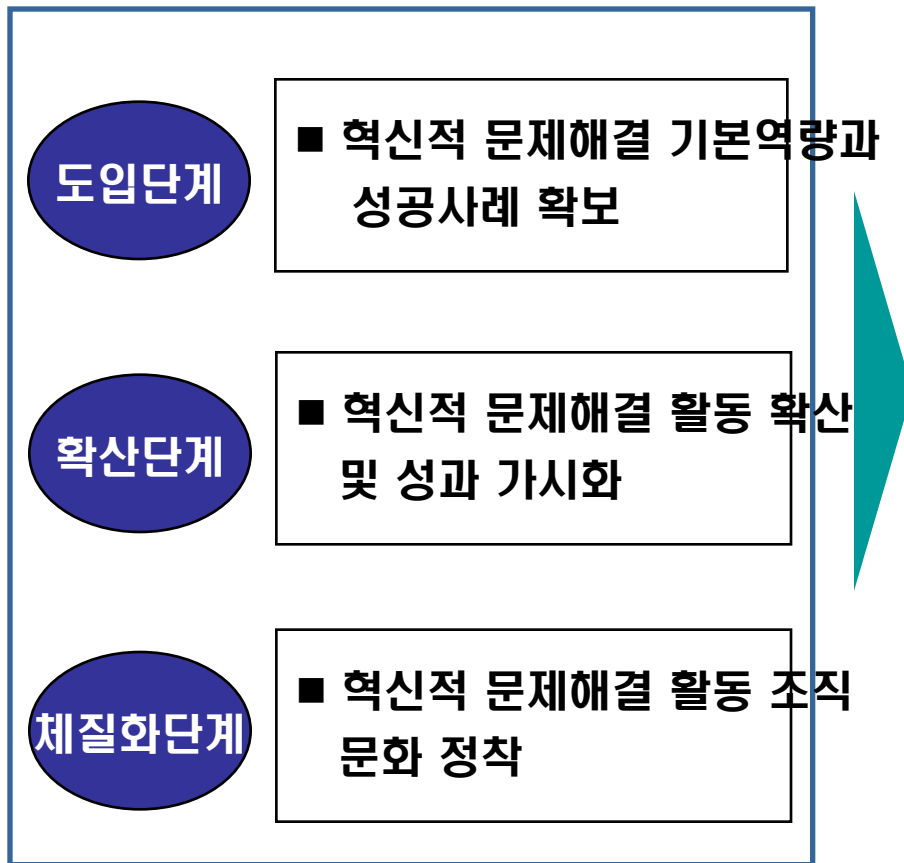 도입단계
■ 혁신적 문제해결 기본역량과
성공사례 확보
확산단계
■ 혁신적 문제해결 활동 확산
및 성과 가시화
체질화단계
■ 혁신적 문제해결 활동 조직
문화 정착